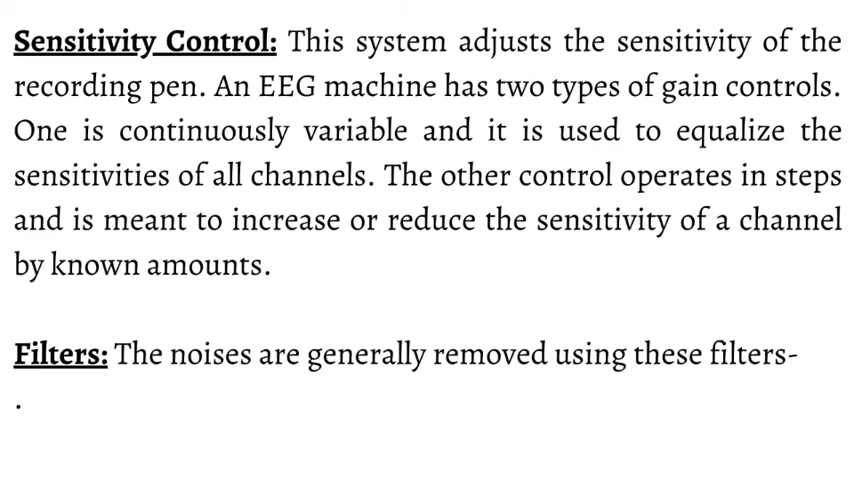 Sensitivity Control: This system adjusts the sensitivity of the
recording pen. An EEG machine has two types of gain controls.
One is continuously variable and it is used to equalize the
sensitivities of all channels. The other control operates in steps
and is meant to increase or reduce the sensitivity of a channel
by known amounts.
Filters: The noises are generally removed using these filters-
.